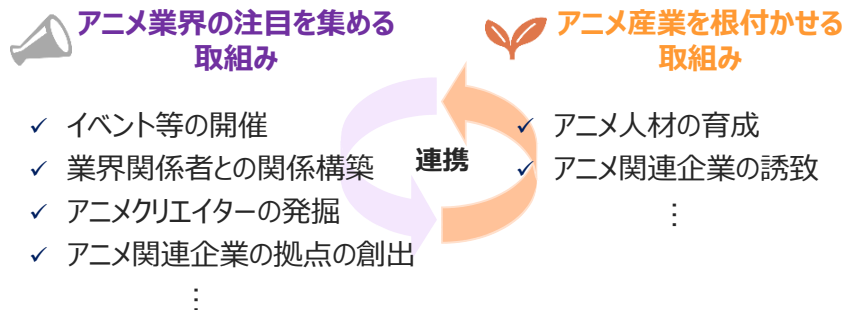 アニメ業界の注目を集める
取組み
✓ イベント等の開催
✓ 業界関係者との関係構築
✓ アニメクリエイターの発掘
✓ アニメ関連企業の拠点の創出
⋮
連携
アニメ産業を根付かせる
取組み
✓ アニメ人材の育成
✓ アニメ関連企業の誘致
⋮